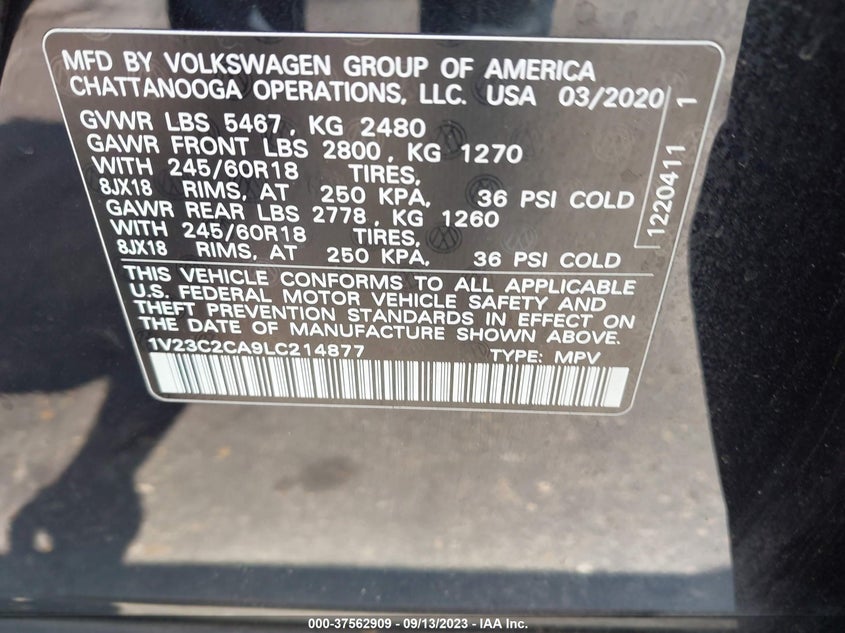 MFD BY VOLKSWAGEN GROUP OF AMERICA
CHATTANOOGA OPERATIONS, LLC. USA 03/2020
GVWR LBS 5467, KG 2480
GAWR FRONT LBS 2800, KG 1270
WITH 245/60R18 TIRES,
8JX18 RIMS, AT 250 KPA, 36 PSI COLD
GAWR REAR LBS 2778, KG 1260
WITH 245/60R18 TIRES,
8JX18 RIMS, AT 250 KPA, 36 PSI COLD
1220411 1
THIS VEHICLE CONFORMS TO ALL APPLICABLE
U.S. FEDERAL MOTOR VEHICLE SAFETY AND
THEFT PREVENTION STANDARDS IN EFFECT ON
THE DATE OF MANUFACTURE SHOWN ABOVE.
1V23C2CA9LC214877 TYPE: MPV
000-37562909 - 09/13/2023 - IAA Inc.